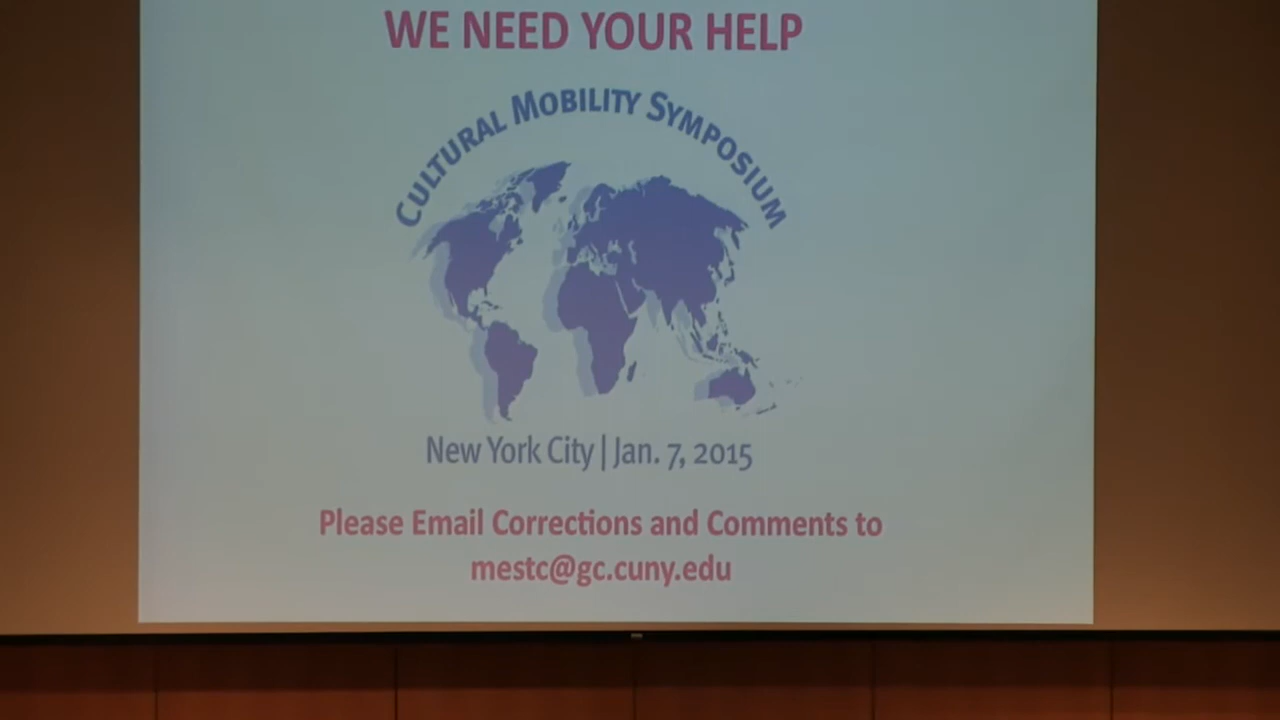 WE NEED YOUR HELP
CULTURAL MOBILITY SYMPOSIUM
New York City | Jan. 7, 2015
Please Email Corrections and Comments to
mestc@gc.cuny.edu